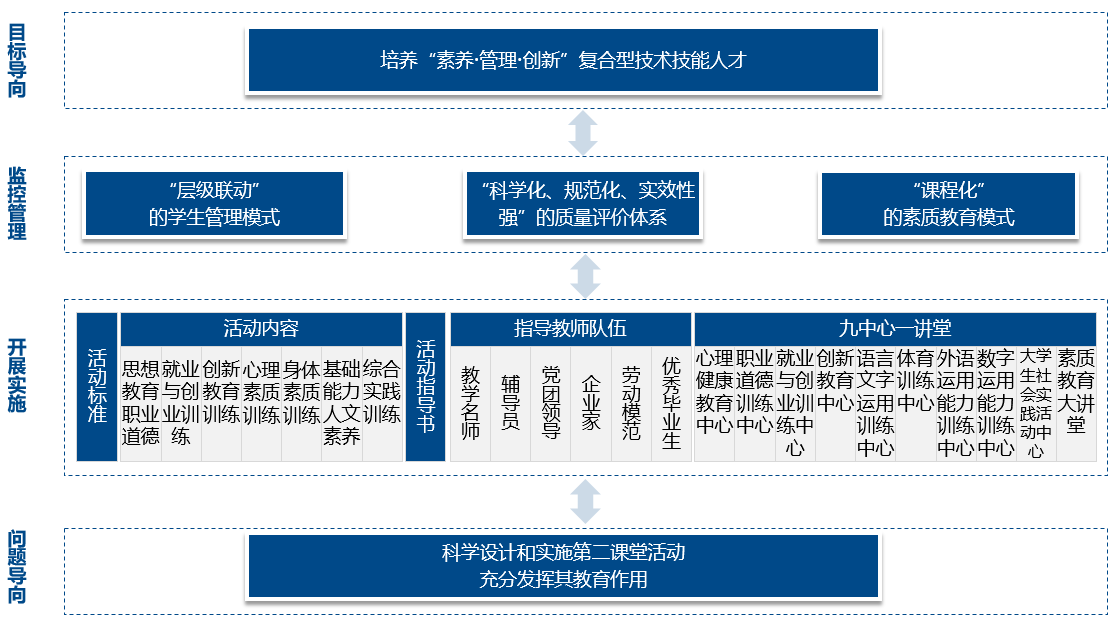 目标导向
培养“素养·管理·创新”复合型技术技能人才
监控管理
“层级联动”
的学生管理模式
“科学化、规范化、实效性
强”的质量评价体系
“课程化”
的素质教育模式
开展实施
活动标准
活动内容
思想
教育
职业
道德
就业
与创
业训
练
创新
教育
训练
心理
素质
训练
身体
素质
训练
基础
能力
人文
素养
综合
实践
训练
活动指导书
指导教师队伍
教学名师
辅导员
党团领导
企业家
劳动模范
优秀毕业生
九中心一讲堂
心理
健康
教育
中心
职业
道德
训练
中心
就业
与创
业训
练中
心
创新
教育
中心
语言
文字
运用
训练
中心
体育
训练
中心
外语
运用
能力
训练
中心
数字
运用
能力
训练
中心
大学
生社
会实
践活
动中
心
素质
教育
大讲
堂
问题导向
科学设计和实施第二课堂活动
充分发挥其教育作用